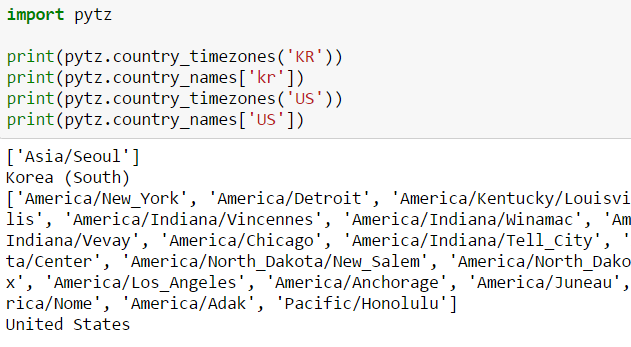 import pytz
print(pytz.country_timezones('KR'))
print(pytz.country_names['kr'])
print(pytz.country_timezones('US'))
print(pytz.country_names['US'])
['Asia/Seoul']
Korea (South)
['America/New_York', 'America/Detroit', 'America/Kentucky/Louisvi
lis', 'America/Indiana/Vincennes', 'America/Indiana/Winamac', 'Am
Indiana/Vevay', 'America/Chicago', 'America/Indiana/Tell_City', '
ta/Center', 'America/North_Dakota/New_Salem', 'America/North_Dako
x', 'America/Los_Angeles', 'America/Anchorage', 'America/Juneau',
rica/Nome', 'America/Adak', 'Pacific/Honolulu']
United States